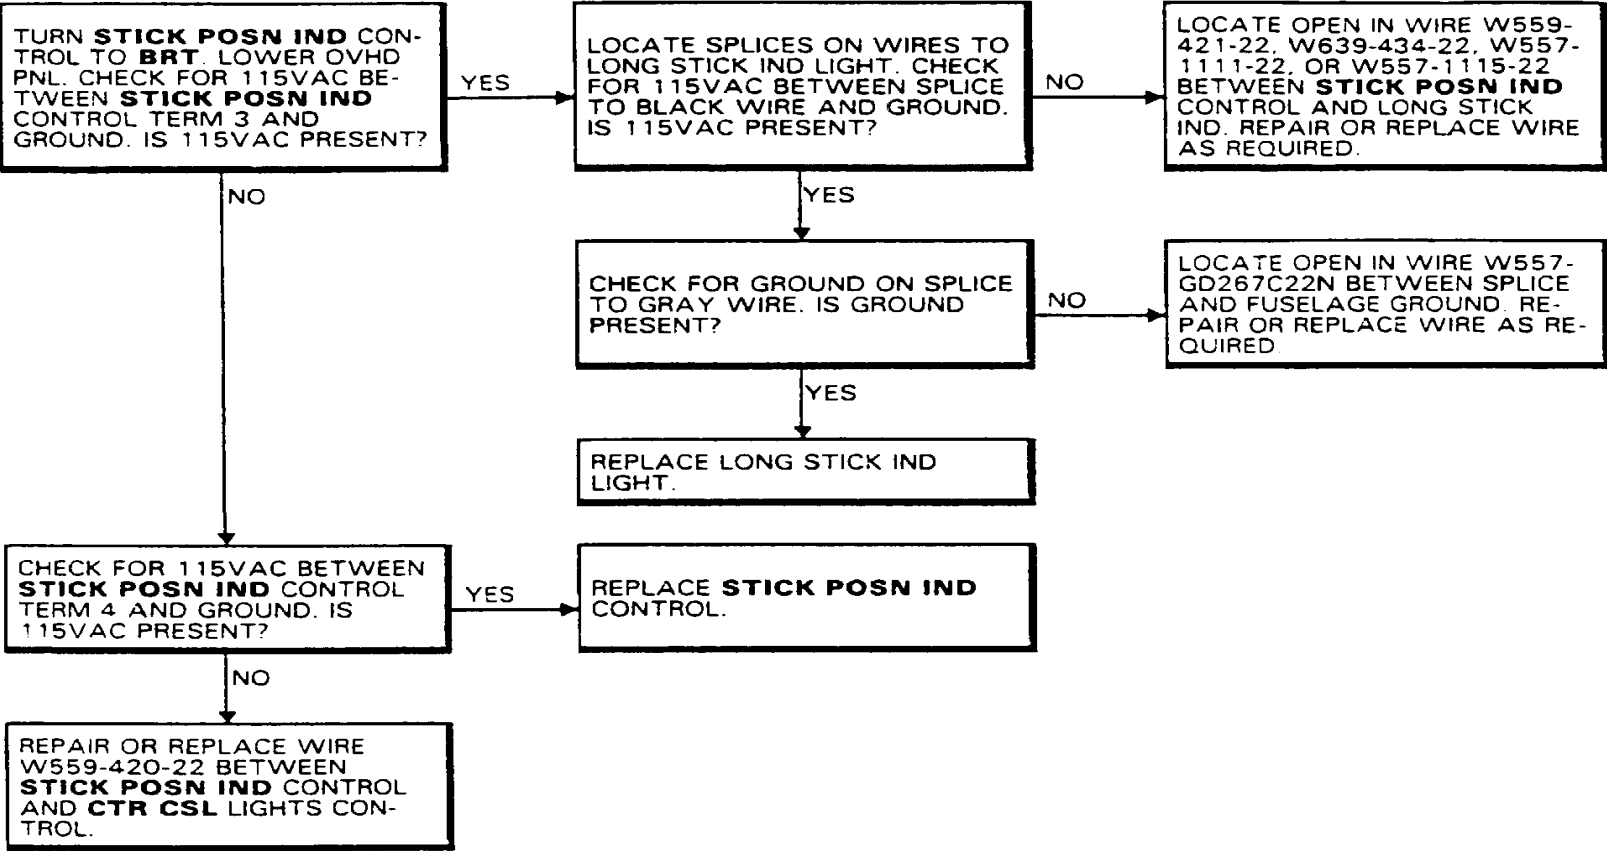 TURN STICK POSN IND CON-
TROL TO BRT. LOWER OVHD
PNL. CHECK FOR 115VAC BE-
TWEEN STICK POSN IND
CONTROL TERM 3 AND
GROUND. IS 115VAC PRESENT?
YES
LOCATE SPLICES ON WIRES TO
LONG STICK IND LIGHT. CHECK
FOR 115VAC BETWEEN SPLICE
TO BLACK WIRE AND GROUND.
IS 115VAC PRESENT?
NO
LOCATE OPEN IN WIRE W559-
421-22, W639-434-22, W557-
1111-22, OR W557-1115-22
BETWEEN STICK POSN IND
CONTROL AND LONG STICK
IND. REPAIR OR REPLACE WIRE
AS REQUIRED.
NO
YES
CHECK FOR GROUND ON SPLICE
TO GRAY WIRE. IS GROUND
PRESENT?
NO
LOCATE OPEN IN WIRE W557-
GD267C22N BETWEEN SPLICE
AND FUSELAGE GROUND. RE-
PAIR OR REPLACE WIRE AS RE-
QUIRED.
YES
REPLACE LONG STICK IND
LIGHT.
CHECK FOR 115VAC BETWEEN
STICK POSN IND CONTROL
TERM 4 AND GROUND. IS
115VAC PRESENT?
YES
REPLACE STICK POSN IND
CONTROL.
NO
REPAIR OR REPLACE WIRE
W559-420-22 BETWEEN
STICK POSN IND CONTROL
AND CTR CSL LIGHTS CON-
TROL.